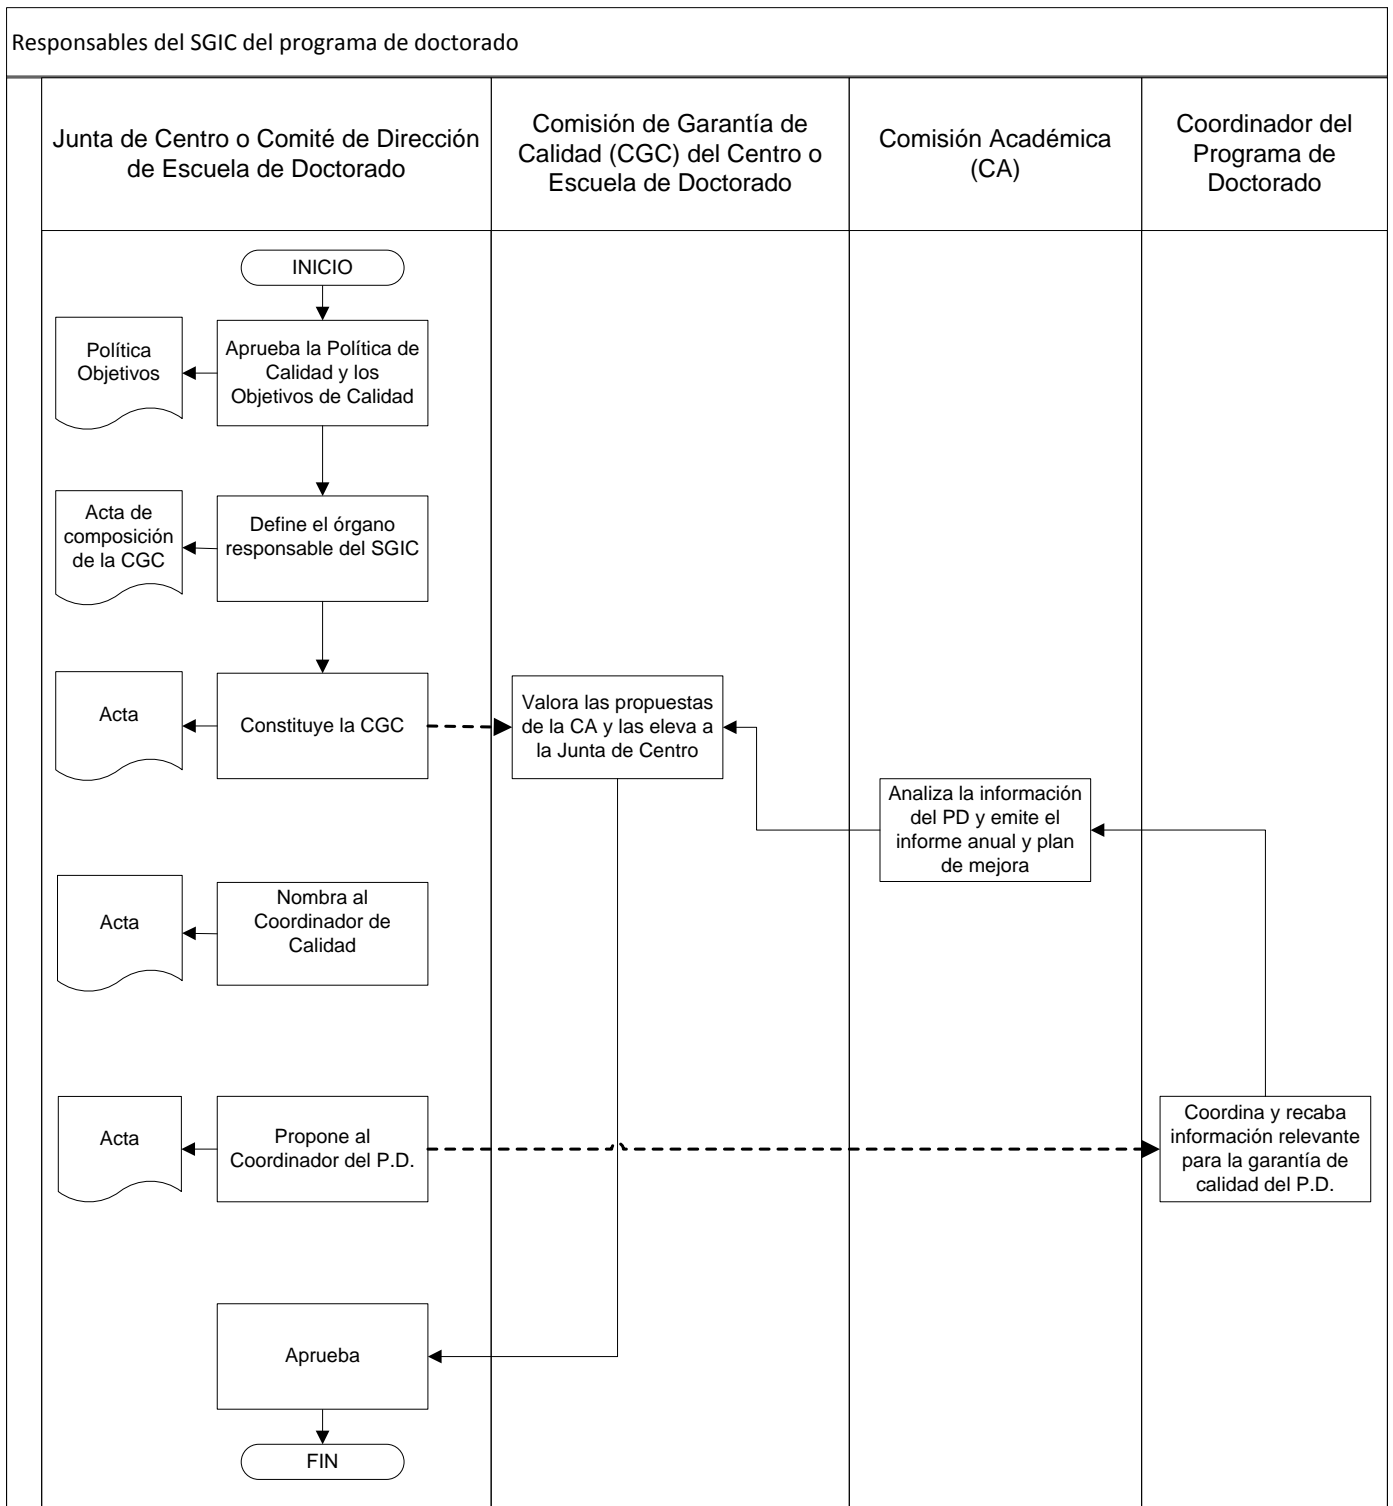 Responsables del SGIC del programa de doctorado
Junta de Centro o Comité de Dirección
de Escuela de Doctorado
Comisión de Garantía de
Calidad (CGC) del Centro o
Escuela de Doctorado
Comisión Académica
(CA)
Coordinador del
Programa de
Doctorado
INICIO
Política
Objetivos
Aprueba la Política de
Calidad y los
Objetivos de Calidad
Acta de
composición
de la CGC
Define el órgano
responsable del SGIC
Acta
Constituye la CGC
Valora las propuestas
de la CA y las eleva a
la Junta de Centro
Analiza la información
del PD y emite el
informe anual y plan
de mejora
Acta
Nombra al
Coordinador de
Calidad
Acta
Propone al
Coordinador del P.D.
Coordina y recaba
información relevante
para la garantía de
calidad del P.D.
Aprueba
FIN